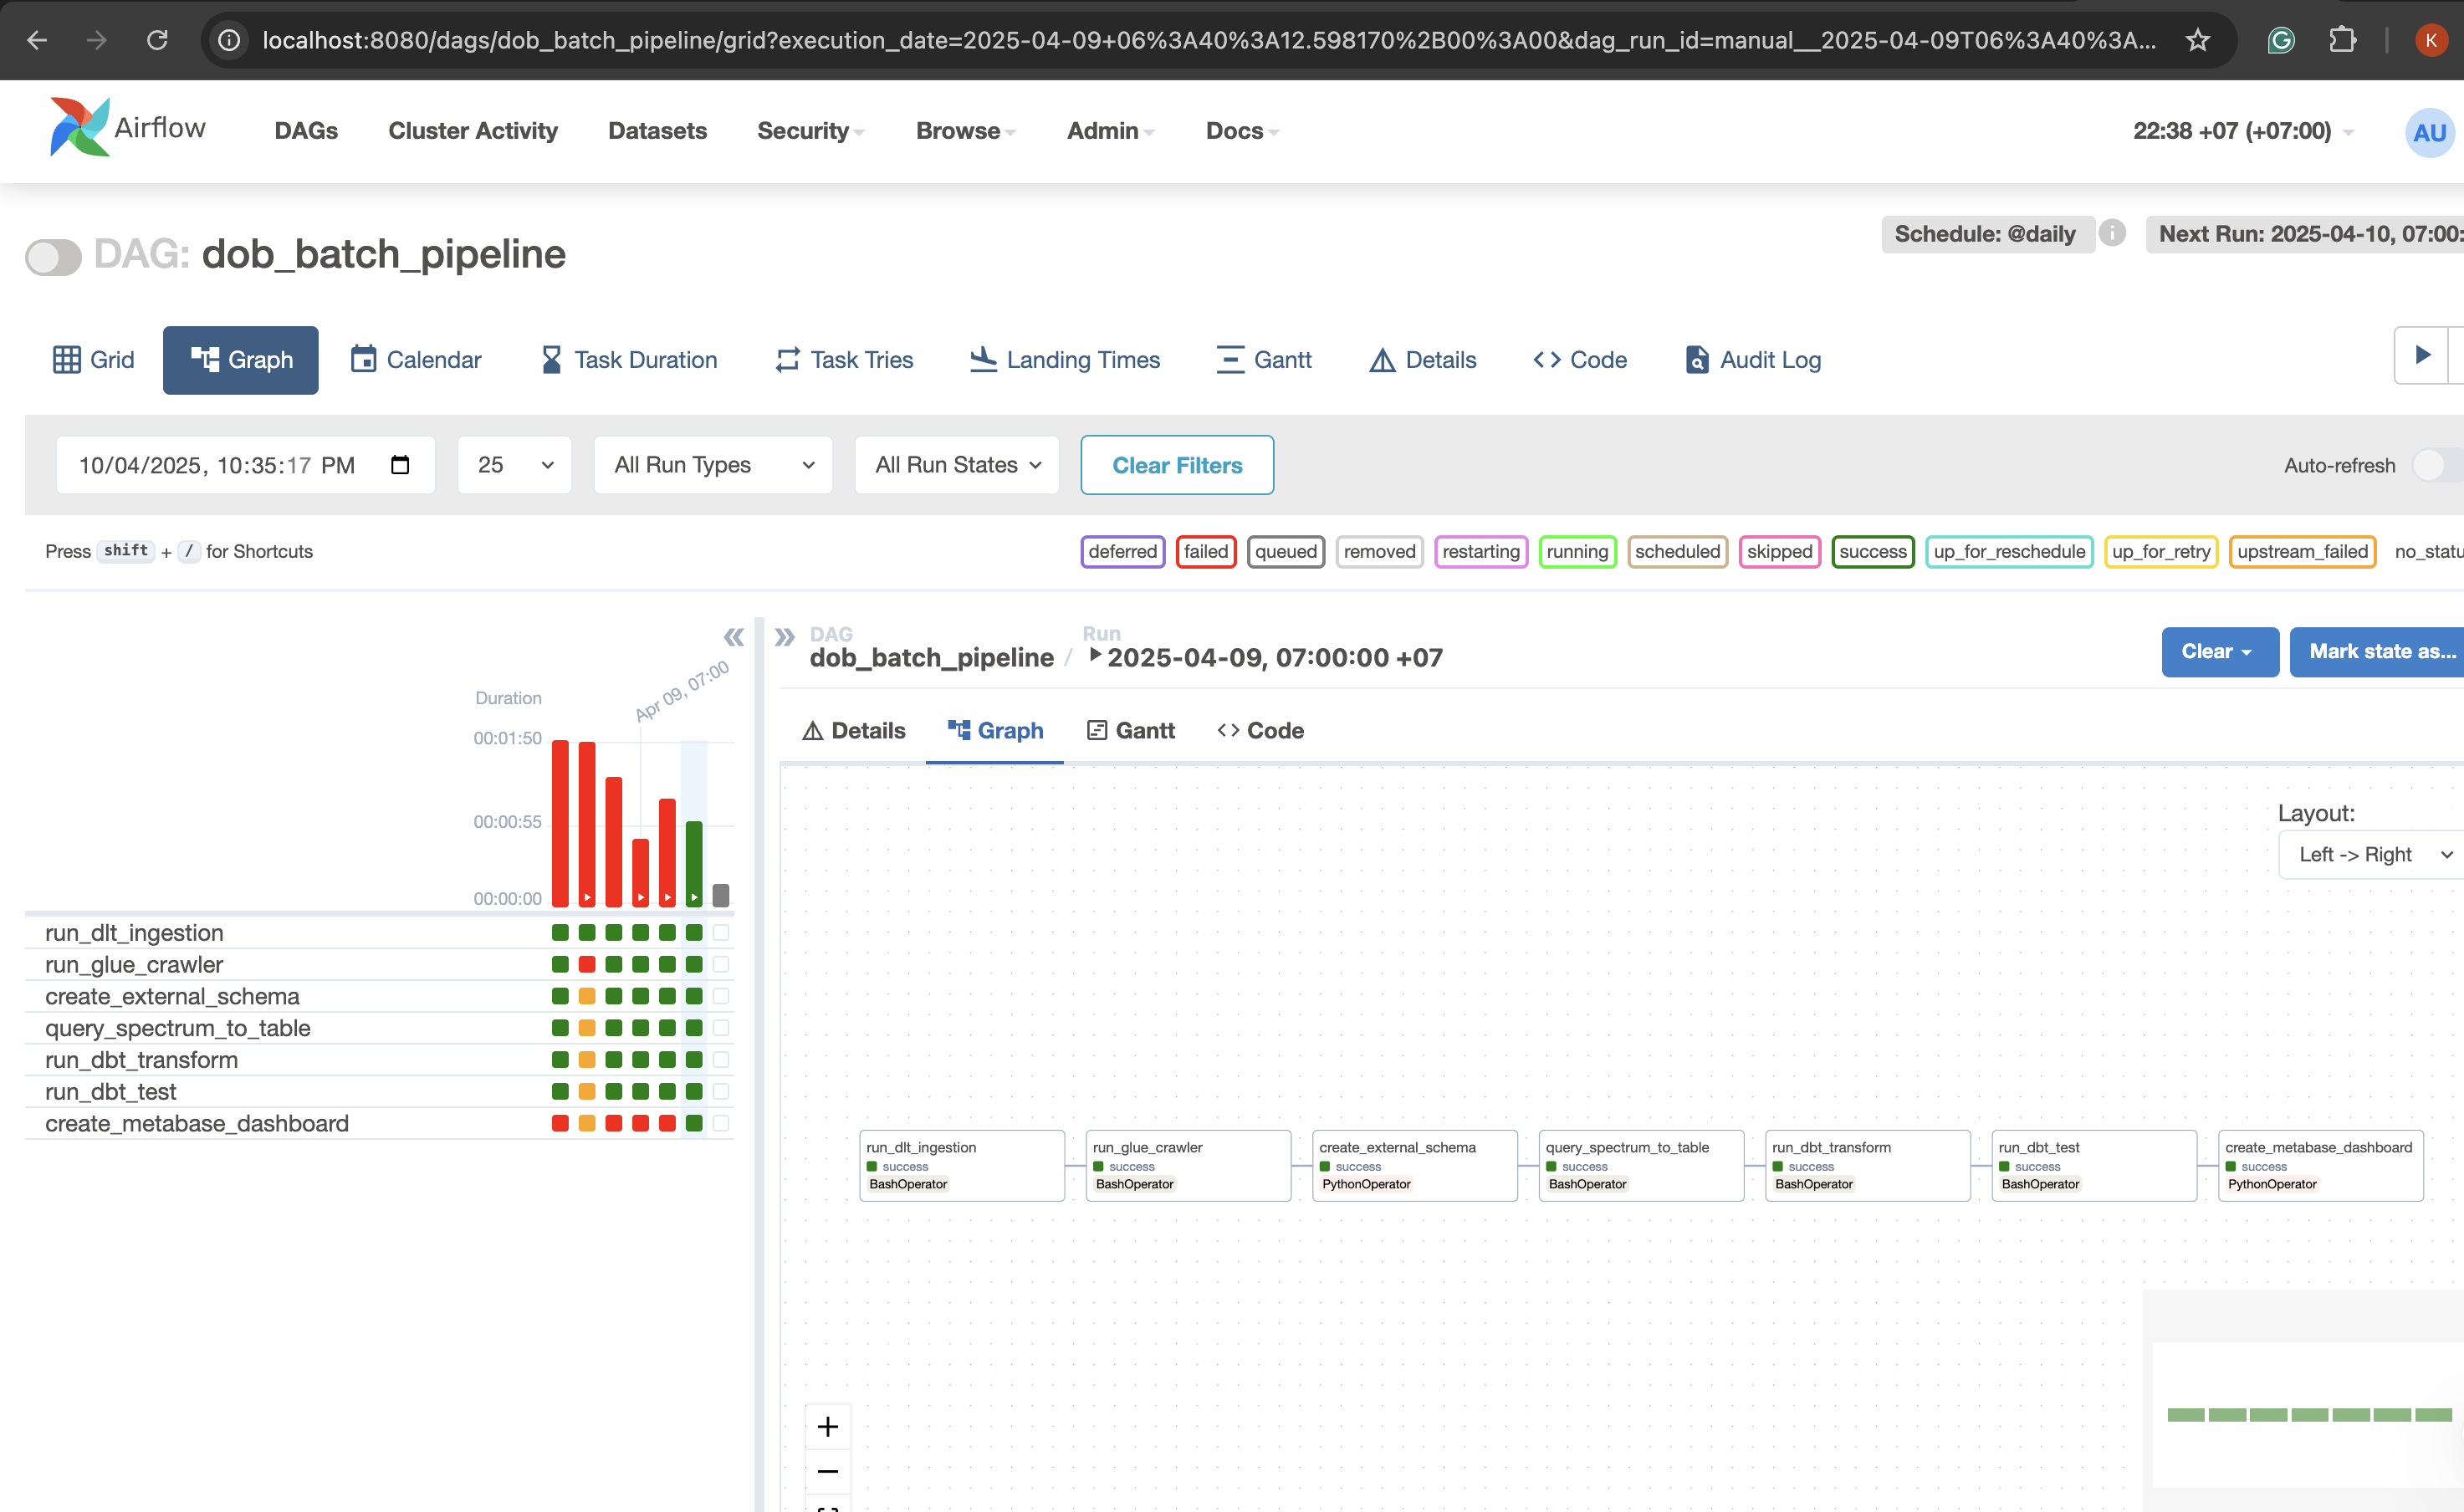 localhost:8080/dags/dob_batch_pipeline/grid?execution_date=2025-04-09+06%3A40%3A12.598170%2B00%3A00&dag_run_id=manual__2025-04-09T06%3A40%3A...
K
Airflow DAGs Cluster Activity Datasets Security Browse Admin Docs 22:38 +07 (+07:00) AU
DAG: dob_batch_pipeline
Schedule: @daily Next Run: 2025-04-10, 07:00:
Grid Graph Calendar Task Duration Task Tries Landing Times Gantt Details Code Audit Log
10/04/2025, 10:35:17 PM 25 All Run Types All Run States Clear Filters Auto-refresh
Press shift + / for Shortcuts
deferred failed queued removed restarting running scheduled skipped success up_for_reschedule up_for_retry upstream_failed no_statu
DAG
dob_batch_pipeline /
Run
2025-04-09, 07:00:00 +07
Clear Mark state as...
Details Graph Gantt Code
Duration
Apr 09, 07:00
00:01:50
00:00:55
00:00:00
run_dlt_ingestion
run_glue_crawler
create_external_schema
query_spectrum_to_table
run_dbt_transform
run_dbt_test
create_metabase_dashboard
Layout:
Left -> Right
run_dlt_ingestion
success
BashOperator
run_glue_crawler
success
BashOperator
create_external_schema
success
PythonOperator
query_spectrum_to_table
success
BashOperator
run_dbt_transform
success
BashOperator
run_dbt_test
success
BashOperator
create_metabase_dashboard
success
PythonOperator